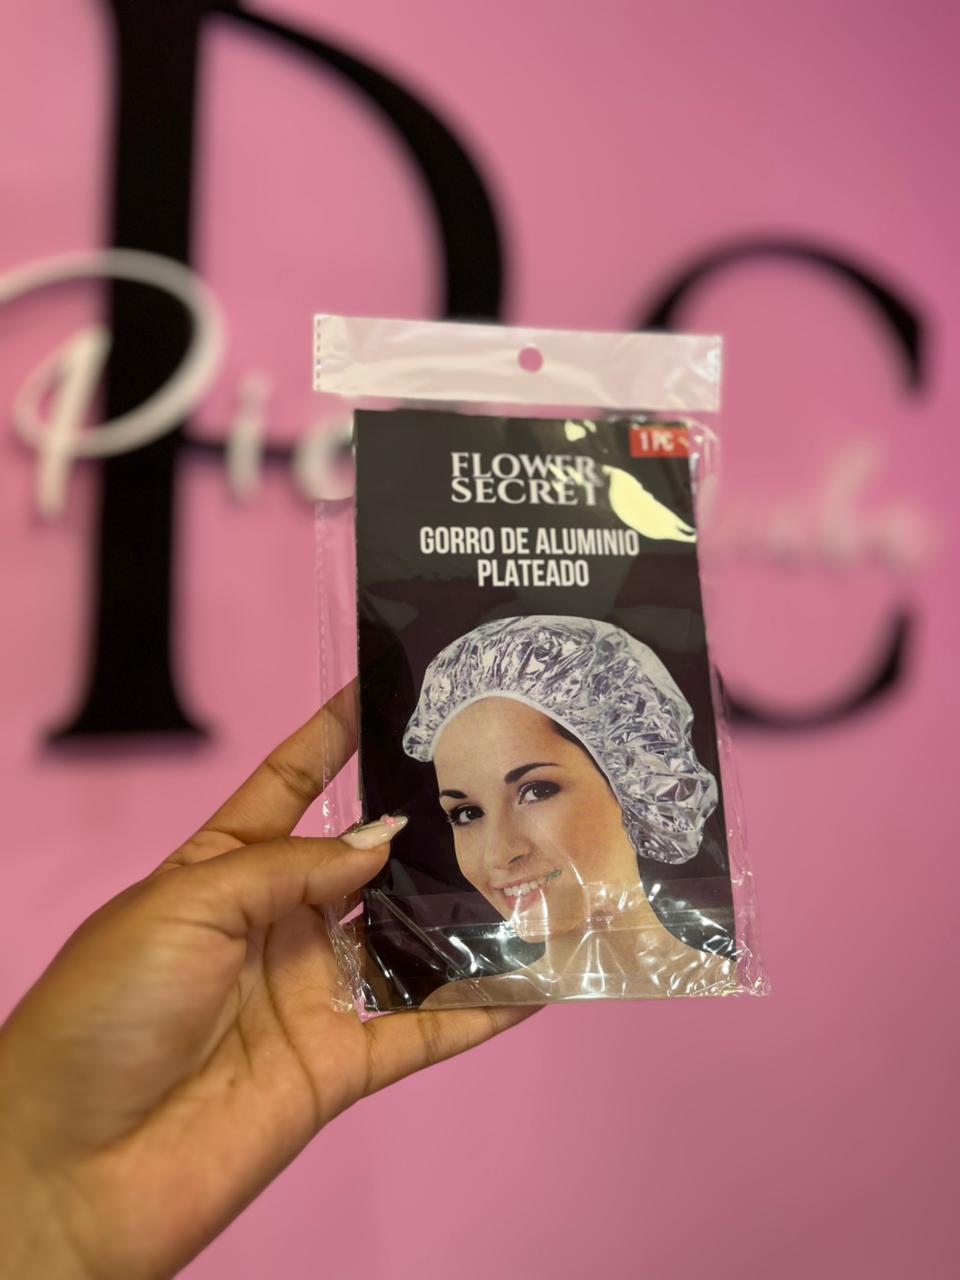 1 PC
FLOWER
SECRET
GORRO DE ALUMINIO
PLATEADO